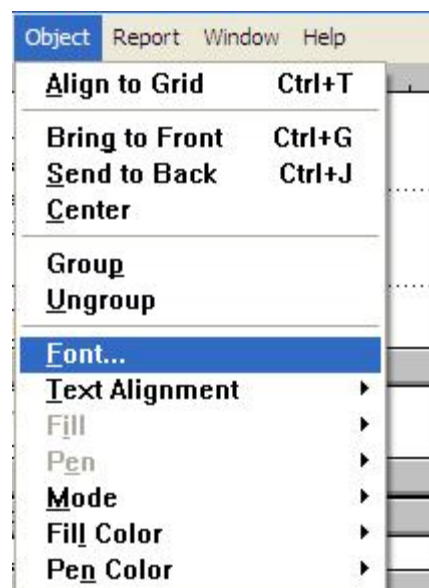 Object Report Window Help
Align to Grid Ctrl+T
Bring to Front Ctrl+G
Send to Back Ctrl+J
Center
Group
Ungroup
Font...
Text Alignment
Fill
Pen
Mode
Fill Color
Pen Color